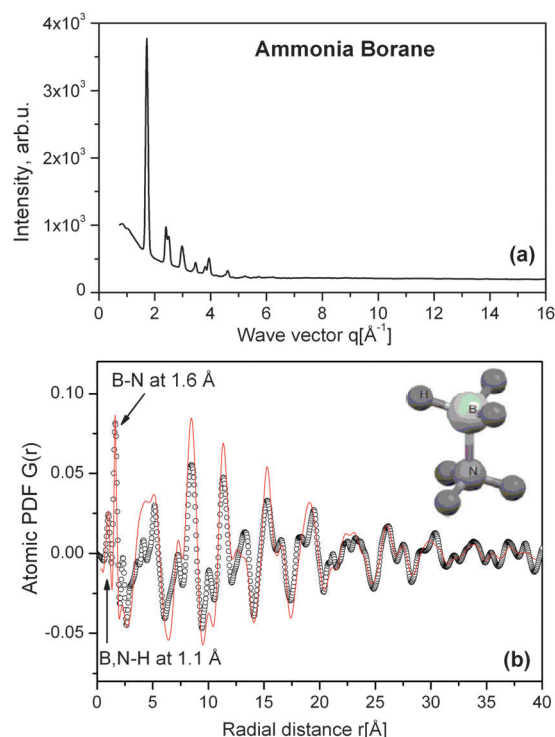 Ammonia Borane
4x10³
3x10³
2x10³
1x10³
0
Intensity, arb.u.
(a)
0 2 4 6 8 10 12 14 16
Wave vector q[Å⁻¹]
B-N at 1.6 Å
0.10
0.05
0.00
-0.05
Atomic PDF G(r)
H
B
N
B,N-H at 1.1 Å
(b)
0 5 10 15 20 25 30 35 40
Radial distance r[Å]